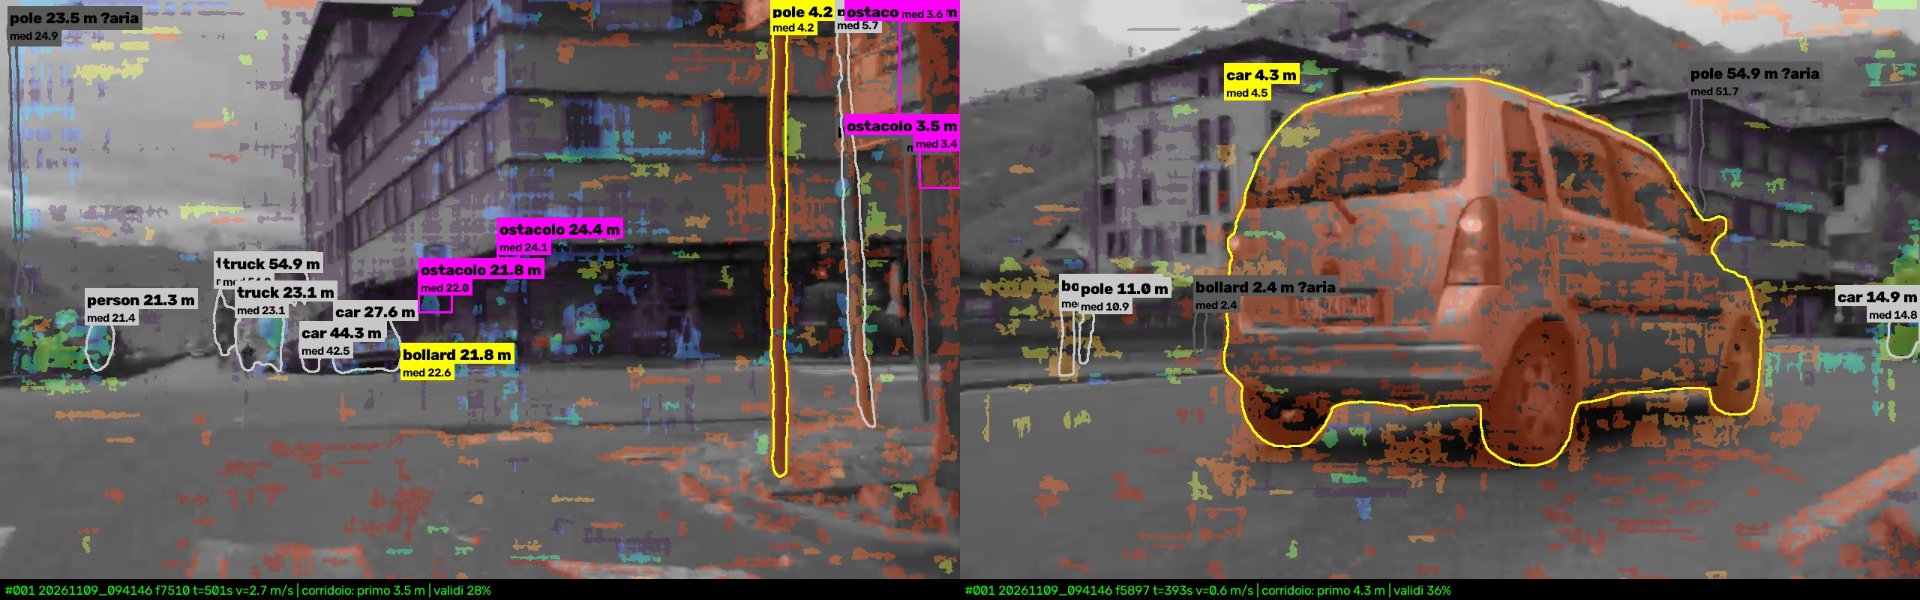 pole 23.5 m ?aria
med 24.9
pole 4.2
med 4.2
med 5.7
ostaco
med 3.6
ostacolo 3.5 m
med 3.4
ostacolo 24.4 m
med 24.1
ostacolo 21.8 m
med 22.0
truck 54.9 m
truck 23.1 m
med 23.1
person 21.3 m
med 21.4
car 27.6 m
car 44.3 m
med 42.5
bollard 21.8 m
med 22.6
#001 20261109_094146 f7510 t=501s v=2.7 m/s | corridoio: primo 3.5 m | validi 28%
car 4.3 m
med 4.5
pole 54.9 m ?aria
med 51.7
bo
me
pole 11.0 m
med 10.9
bollard 2.4 m ?aria
med 2.4
car 14.9 m
med 14.8
#001 20261109_094146 f5897 t=393s v=0.6 m/s | corridoio: primo 4.3 m | validi 36%